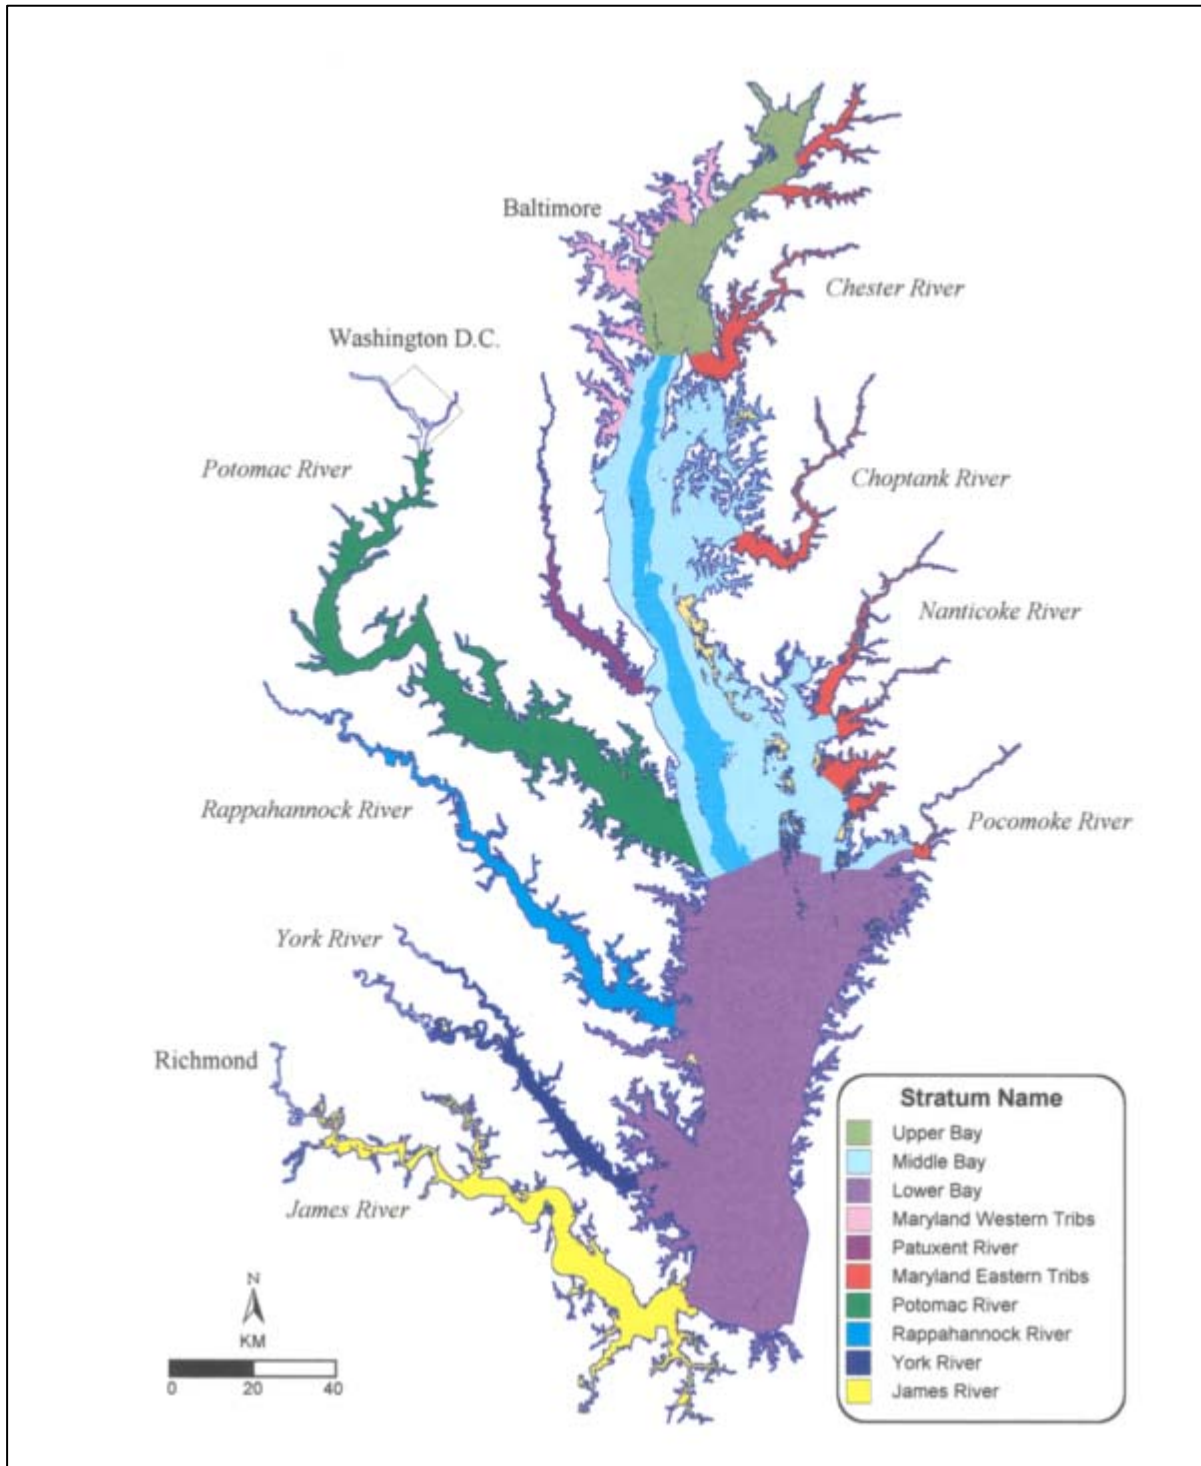 Baltimore
Chester River
Washington D.C.
Potomac River
Choptank River
Nanticoke River
Rappahannock River
Pocomoke River
York River
Richmond
James River
N
KM
0 20 40
Stratum Name
Upper Bay
Middle Bay
Lower Bay
Maryland Western Tribs
Patuxent River
Maryland Eastern Tribs
Potomac River
Rappahannock River
York River
James River